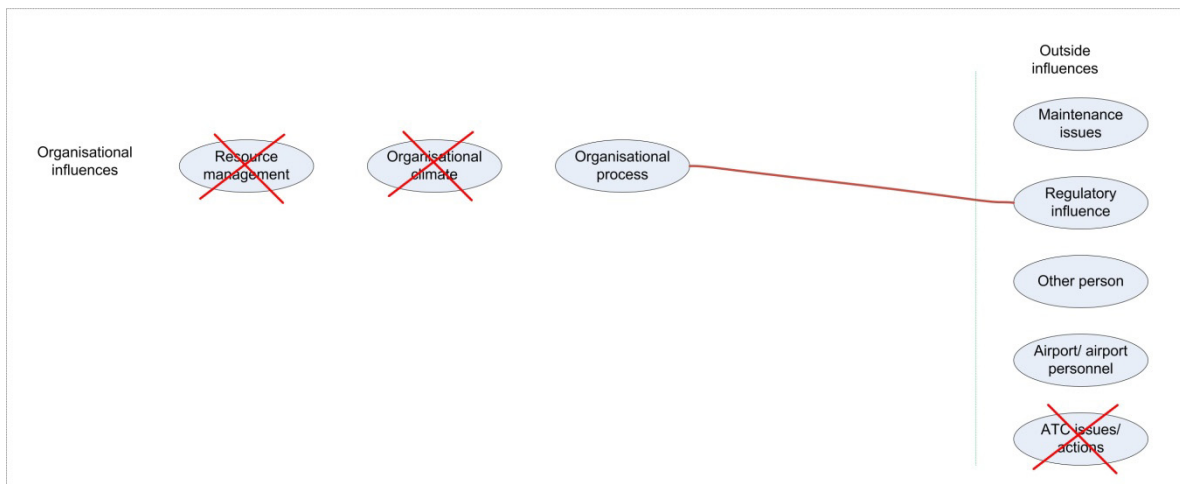 Outside
influences
Maintenance
issues
Organisational
influences
Resource
management
Organisational
climate
Organisational
process
Regulatory
influence
Other person
Airport/ airport
personnel
ATC issues/
actions